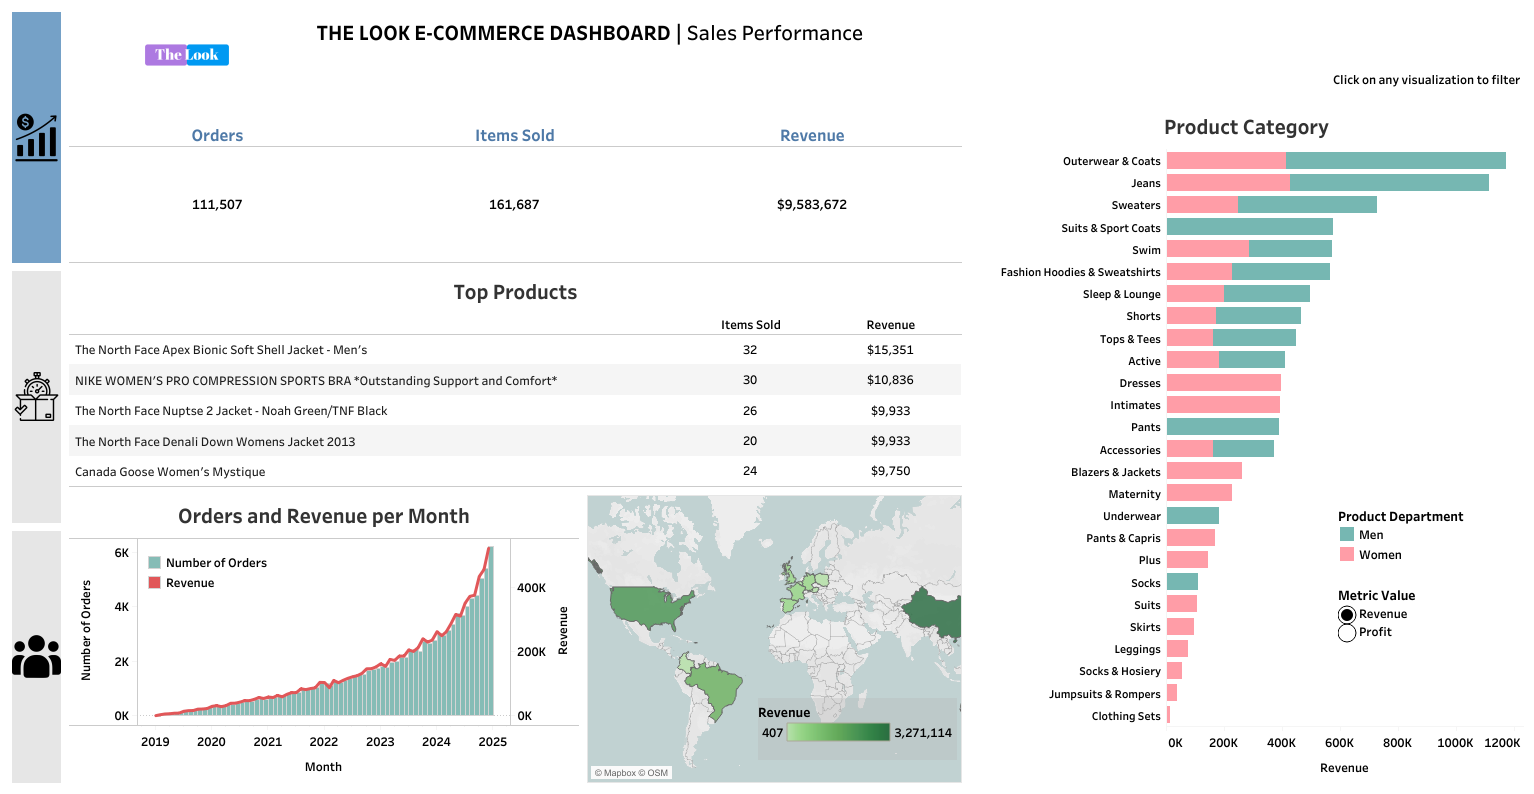 THE LOOK E-COMMERCE DASHBOARD | Sales Performance
The Look
Click on any visualization to filter
Orders Items Sold Revenue
111,507 161,687 $9,583,672
Top Products
Items Sold Revenue
The North Face Apex Bionic Soft Shell Jacket - Men's 32 $15,351
NIKE WOMEN'S PRO COMPRESSION SPORTS BRA *Outstanding Support and Comfort* 30 $10,836
The North Face Nuptse 2 Jacket - Noah Green/TNF Black 26 $9,933
The North Face Denali Down Womens Jacket 2013 20 $9,933
Canada Goose Women's Mystique 24 $9,750
Orders and Revenue per Month
Number of Orders
Revenue
6K
4K
2K
0K
Number of Orders
400K
200K
0K
Revenue
2019 2020 2021 2022 2023 2024 2025
Month
Revenue
407 3,271,114
© Mapbox © OSM
Product Category
Outerwear & Coats
Jeans
Sweaters
Suits & Sport Coats
Swim
Fashion Hoodies & Sweatshirts
Sleep & Lounge
Shorts
Tops & Tees
Active
Dresses
Intimates
Pants
Accessories
Blazers & Jackets
Maternity
Underwear
Pants & Capris
Plus
Socks
Suits
Skirts
Leggings
Socks & Hosiery
Jumpsuits & Rompers
Clothing Sets
0K 200K 400K 600K 800K 1000K 1200K
Revenue
Product Department
Men
Women
Metric Value
Revenue
Profit